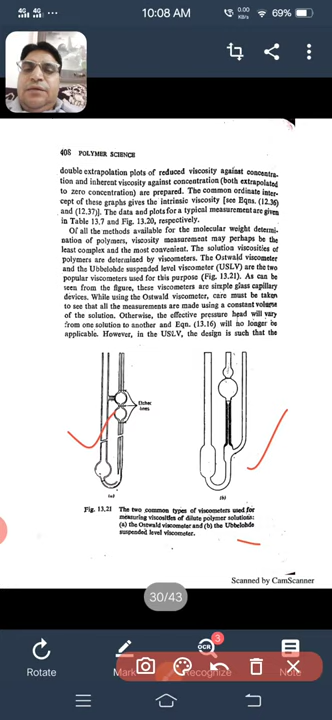 4G 4G ... 10:08 AM 0.00 KB/s 69%
408 POLYMER SCIENCE
double extrapolation plots of reduced viscosity against concentra-
tion and inherent viscosity against concentration (both extrapolated
to zero concentration) are prepared. The common ordinate inter-
cept of these graphs gives the intrinsic viscosity [see Eqns. (12.36)
and (12.37)]. The data and plots for a typical measurement are given
in Table 13.7 and Fig. 13.20, respectively.
Of all the methods available for the molecular weight determi-
nation of polymers, viscosity measurement may perhaps be the
least complex and the most convenient. The solution viscosities of
polymers are determined by viscometers. The Ostwald viscometer
and the Ubbelohde suspended level viscometer (USLV) are the two
popular viscometers used for this purpose (Fig. 13.21). As can be
seen from the figure, these viscometers are simple glass capillary
devices. While using the Ostwald viscometer, care must be taken
to see that all the measurements are made using a constant volume
of the solution. Otherwise, the effective pressure head will vary
from one solution to another and Eqn. (13.16) will no longer be
applicable. However, in the USLV, the design is such that the
Etched
lines
(a)
(b)
Fig. 13.21 The two common types of viscometers used for
measuring viscosities of dilute polymer solutions:
(a) the Ostwald viscometer and (b) the Ubbelohde
suspended level viscometer.
Scanned by CamScanner
30/43
OCR 3
Rotate Mark Recognize Note